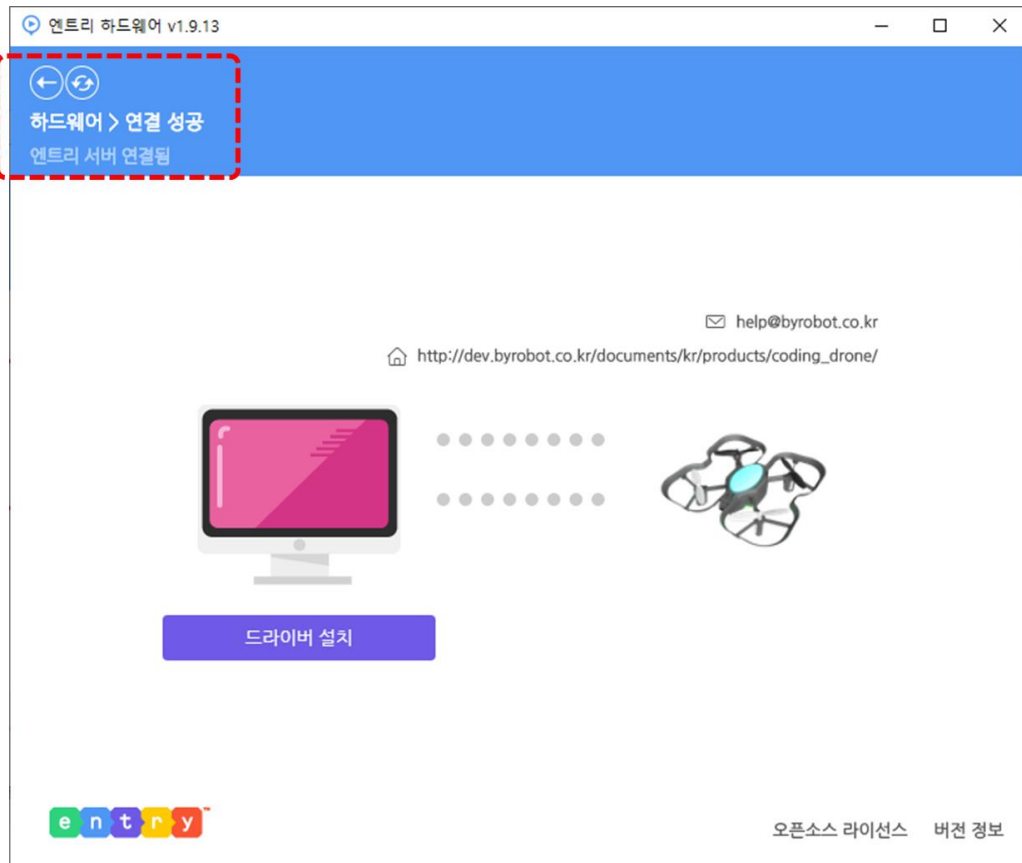 엔트리 하드웨어 v1.9.13
하드웨어 > 연결 성공
엔트리 서버 연결됨
help@byrobot.co.kr
http://dev.byrobot.co.kr/documents/kr/products/coding_drone/
드라이버 설치
entry™
오픈소스 라이선스 버전 정보